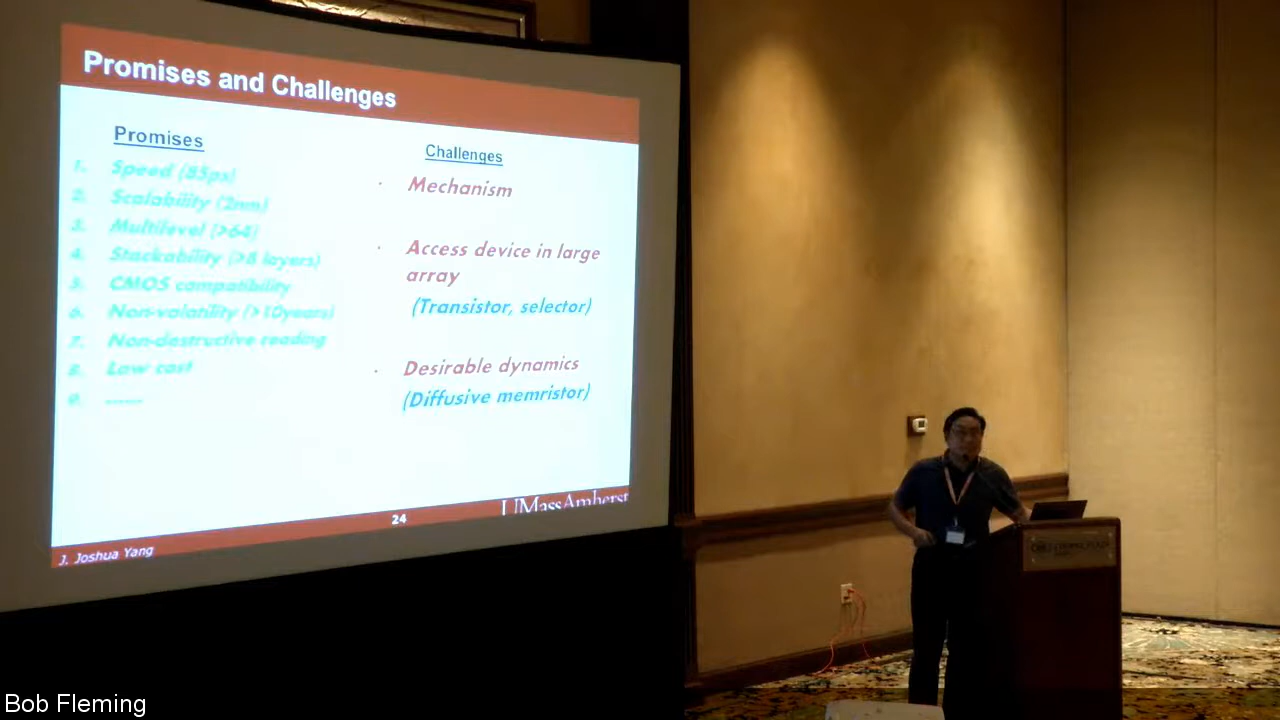 Promises and Challenges
Promises
1. Speed (85ps)
2. Scalability (2nm)
3. Multilevel (>64)
4. Stackability (>8 layers)
5. CMOS compatibility
6. Non-volatility (>10years)
7. Non-destructive reading
8. Low cost
9. ......
Challenges
· Mechanism
· Access device in large
array
(Transistor, selector)
· Desirable dynamics
(Diffusive memristor)
UMassAmherst
24
J. Joshua Yang
Bob Fleming